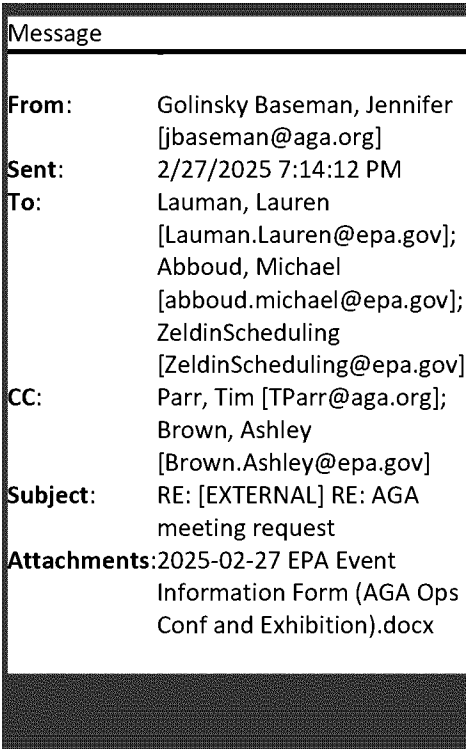 Message
From: Golinsky Baseman, Jennifer
[jbaseman@aga.org]
Sent: 2/27/2025 7:14:12 PM
To: Lauman, Lauren
[Lauman.Lauren@epa.gov];
Abboud, Michael
[abboud.michael@epa.gov];
ZeldinScheduling
[ZeldinScheduling@epa.gov]
CC: Parr, Tim [TParr@aga.org];
Brown, Ashley
[Brown.Ashley@epa.gov]
Subject: RE: [EXTERNAL] RE: AGA
meeting request
Attachments:2025-02-27 EPA Event
Information Form (AGA Ops
Conf and Exhibition).docx